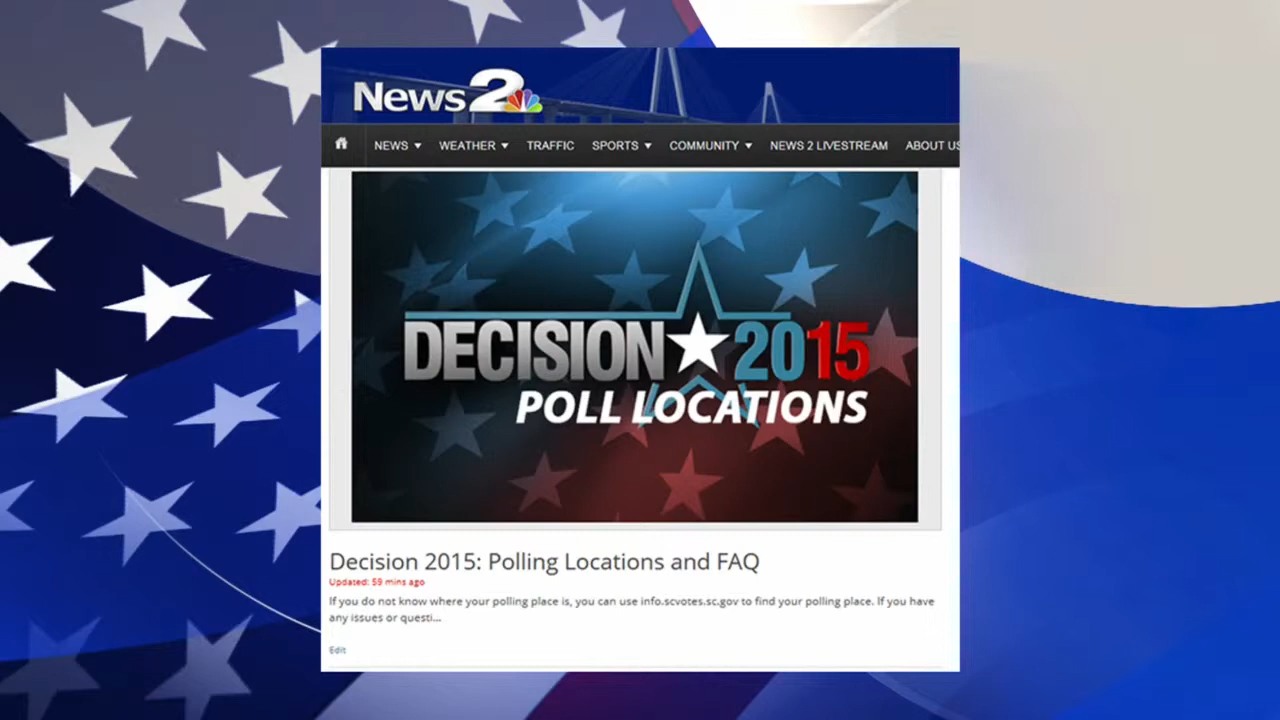 News 2
NEWS WEATHER TRAFFIC SPORTS COMMUNITY NEWS 2 LIVESTREAM ABOUT US
DECISION 2015
POLL LOCATIONS
Decision 2015: Polling Locations and FAQ
Updated: 59 mins ago
If you do not know where your polling place is, you can use info.scvotes.sc.gov to find your polling place. If you have
any issues or questi...
Edit